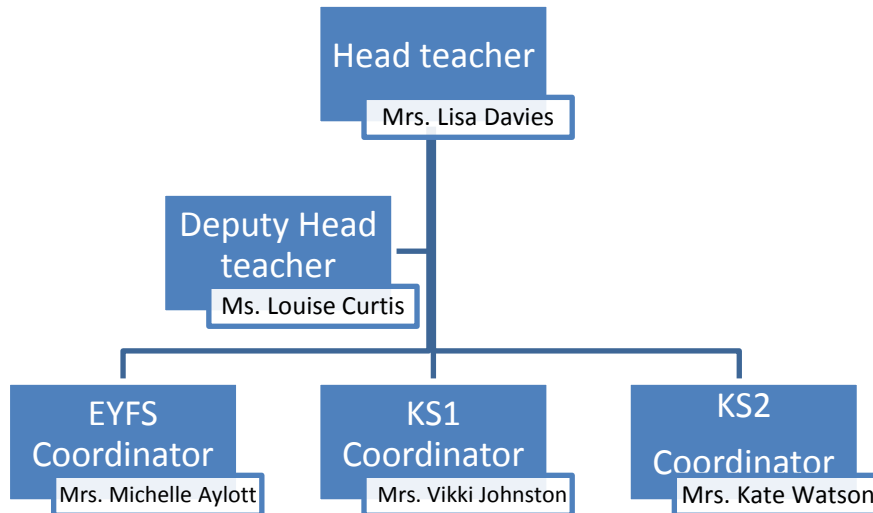 Head teacher
Mrs. Lisa Davies
Deputy Head
teacher
Ms. Louise Curtis
EYFS
Coordinator
Mrs. Michelle Aylott
KS1
Coordinator
Mrs. Vikki Johnston
KS2
Coordinator
Mrs. Kate Watson